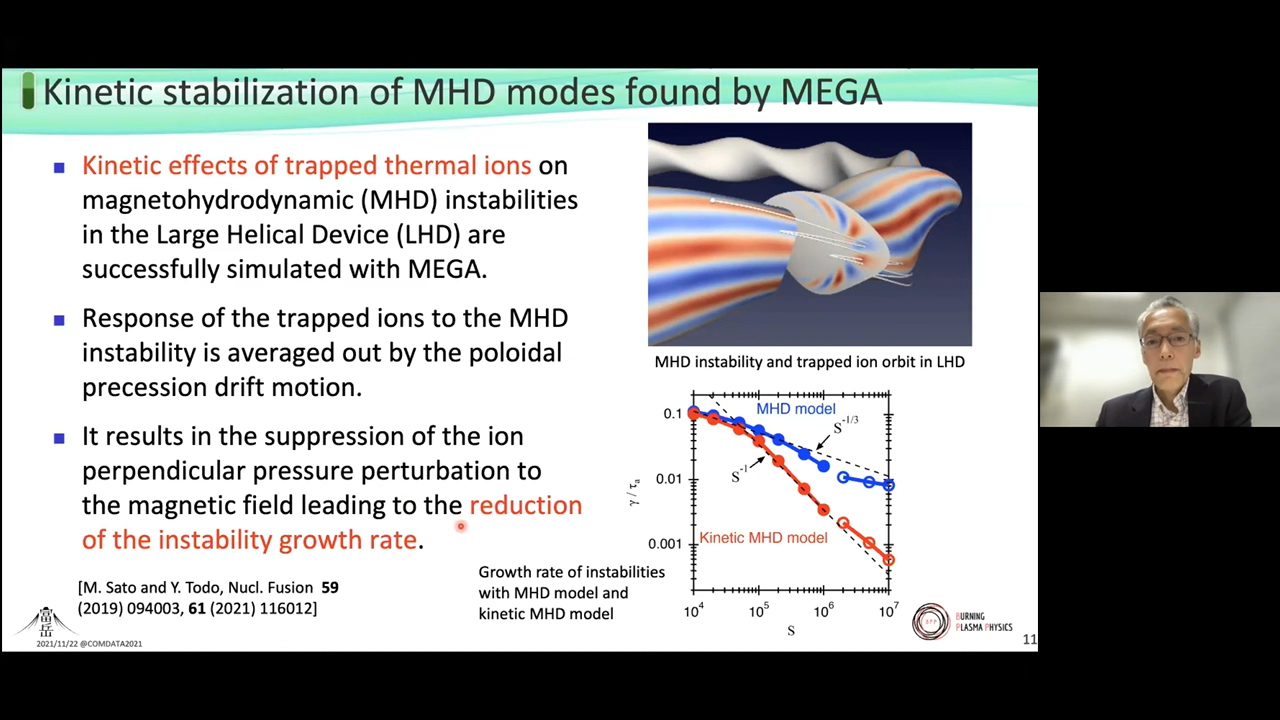 Kinetic stabilization of MHD modes found by MEGA
Kinetic effects of trapped thermal ions on
magnetohydrodynamic (MHD) instabilities
in the Large Helical Device (LHD) are
successfully simulated with MEGA.
Response of the trapped ions to the MHD
instability is averaged out by the poloidal
precession drift motion.
It results in the suppression of the ion
perpendicular pressure perturbation to
the magnetic field leading to the reduction
of the instability growth rate.
[M. Sato and Y. Todo, Nucl. Fusion 59
(2019) 094003, 61 (2021) 116012]
MHD instability and trapped ion orbit in LHD
0.1
0.01
0.001
γ / τa
MHD model
S^-1/3
S^-1
Kinetic MHD model
10^4 10^5 10^6 10^7
S
Growth rate of instabilities
with MHD model and
kinetic MHD model
富岳
2021/11/22 @COMDATA2021
BPP
BURNING
PLASMA PHYSICS
11